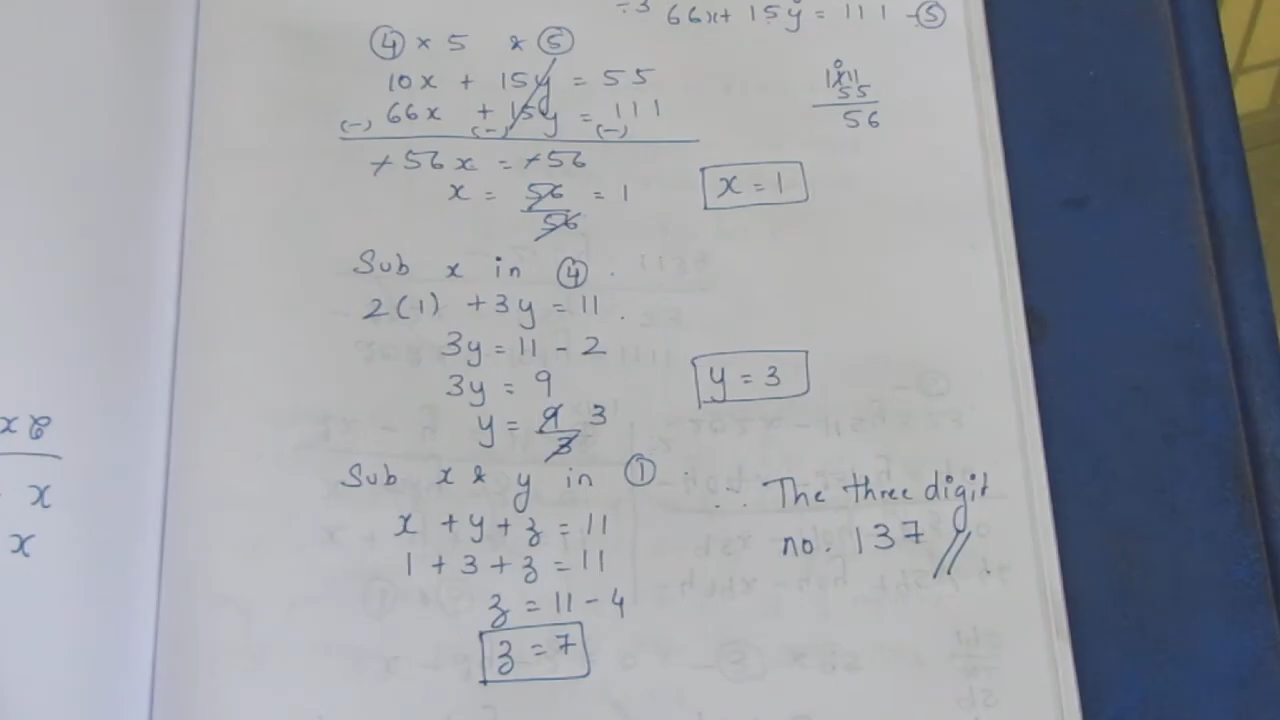 ÷3 66x + 15y = 111 - ⑤
④ × 5 & ⑤
10x + 15y = 55
(-) 66x + 15y = 111
(-) (-)
+56x = +56
x = 56/56 = 1
x = 1
1011
55
56
Sub x in ④ .
2(1) + 3y = 11 .
3y = 11 - 2
3y = 9
y = 9/3 3
y = 3
Sub x & y in ①
x + y + z = 11
1 + 3 + z = 11
z = 11 - 4
z = 7
∴ The three digit
no. 137 // .
x
x